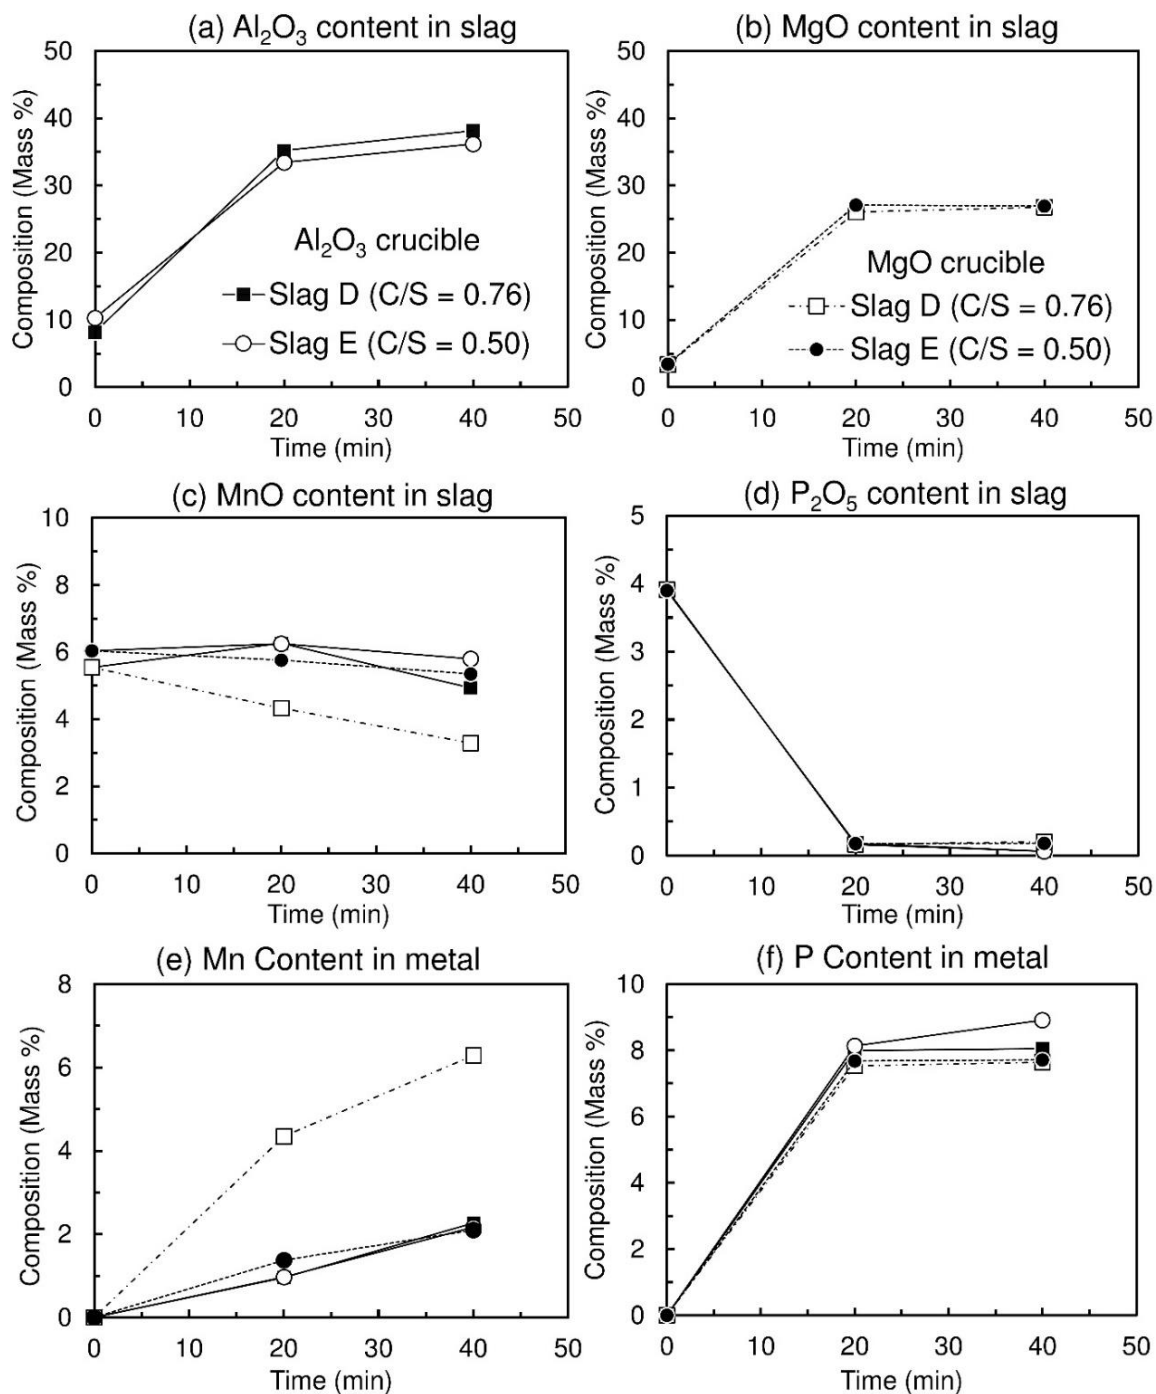 (a) Al₂O₃ content in slag
Composition (Mass %)
50
40
30
20
10
0
Al₂O₃ crucible
Slag D (C/S = 0.76)
Slag E (C/S = 0.50)
0 10 20 30 40 50
Time (min)
(b) MgO content in slag
Composition (Mass %)
50
40
30
20
10
0
MgO crucible
Slag D (C/S = 0.76)
Slag E (C/S = 0.50)
0 10 20 30 40 50
Time (min)
(c) MnO content in slag
Composition (Mass %)
10
8
6
4
2
0
0 10 20 30 40 50
Time (min)
(d) P₂O₅ content in slag
Composition (Mass %)
5
4
3
2
1
0
0 10 20 30 40 50
Time (min)
(e) Mn Content in metal
Composition (Mass %)
8
6
4
2
0
0 10 20 30 40 50
Time (min)
(f) P Content in metal
Composition (Mass %)
10
8
6
4
2
0
0 10 20 30 40 50
Time (min)